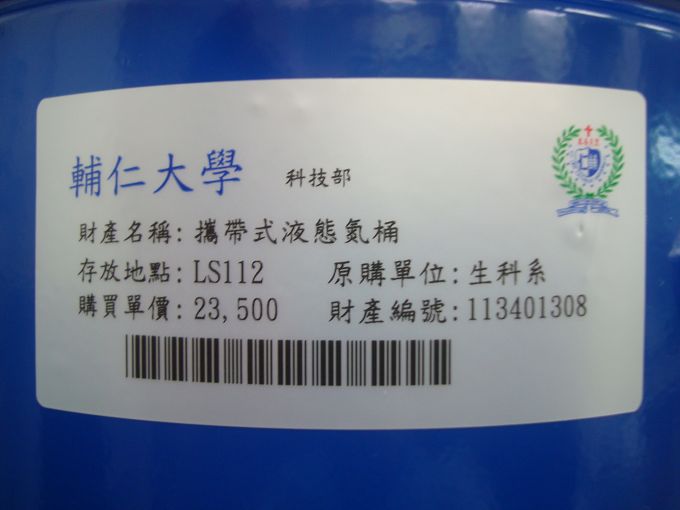 輔仁大學 科技部
財產名稱: 攜帶式液態氮桶
存放地點: LS112 原購單位: 生科系
購買單價: 23,500 財產編號: 113401308